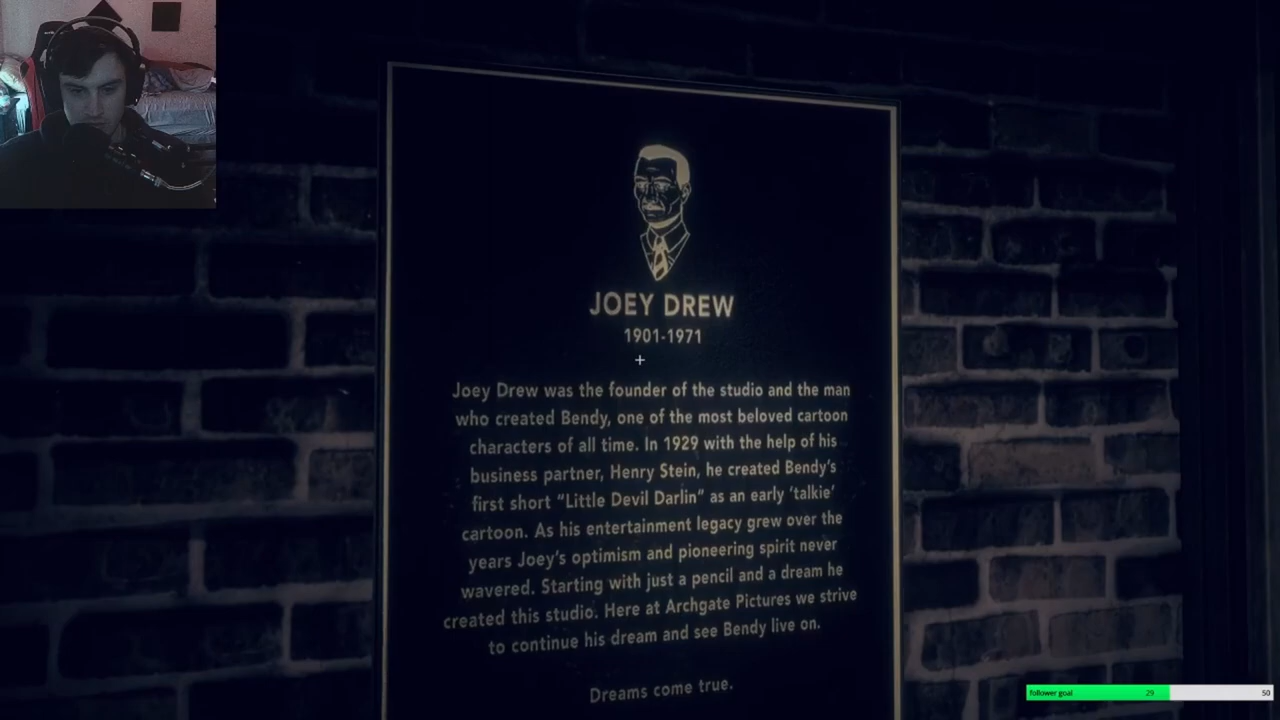 JOEY DREW
1901-1971
Joey Drew was the founder of the studio and the man
who created Bendy, one of the most beloved cartoon
characters of all time. In 1929 with the help of his
business partner, Henry Stein, he created Bendy's
first short "Little Devil Darlin" as an early 'talkie'
cartoon. As his entertainment legacy grew over the
years Joey's optimism and pioneering spirit never
wavered. Starting with just a pencil and a dream he
created this studio. Here at Archgate Pictures we strive
to continue his dream and see Bendy live on.
Dreams come true.
follower goal 29 50